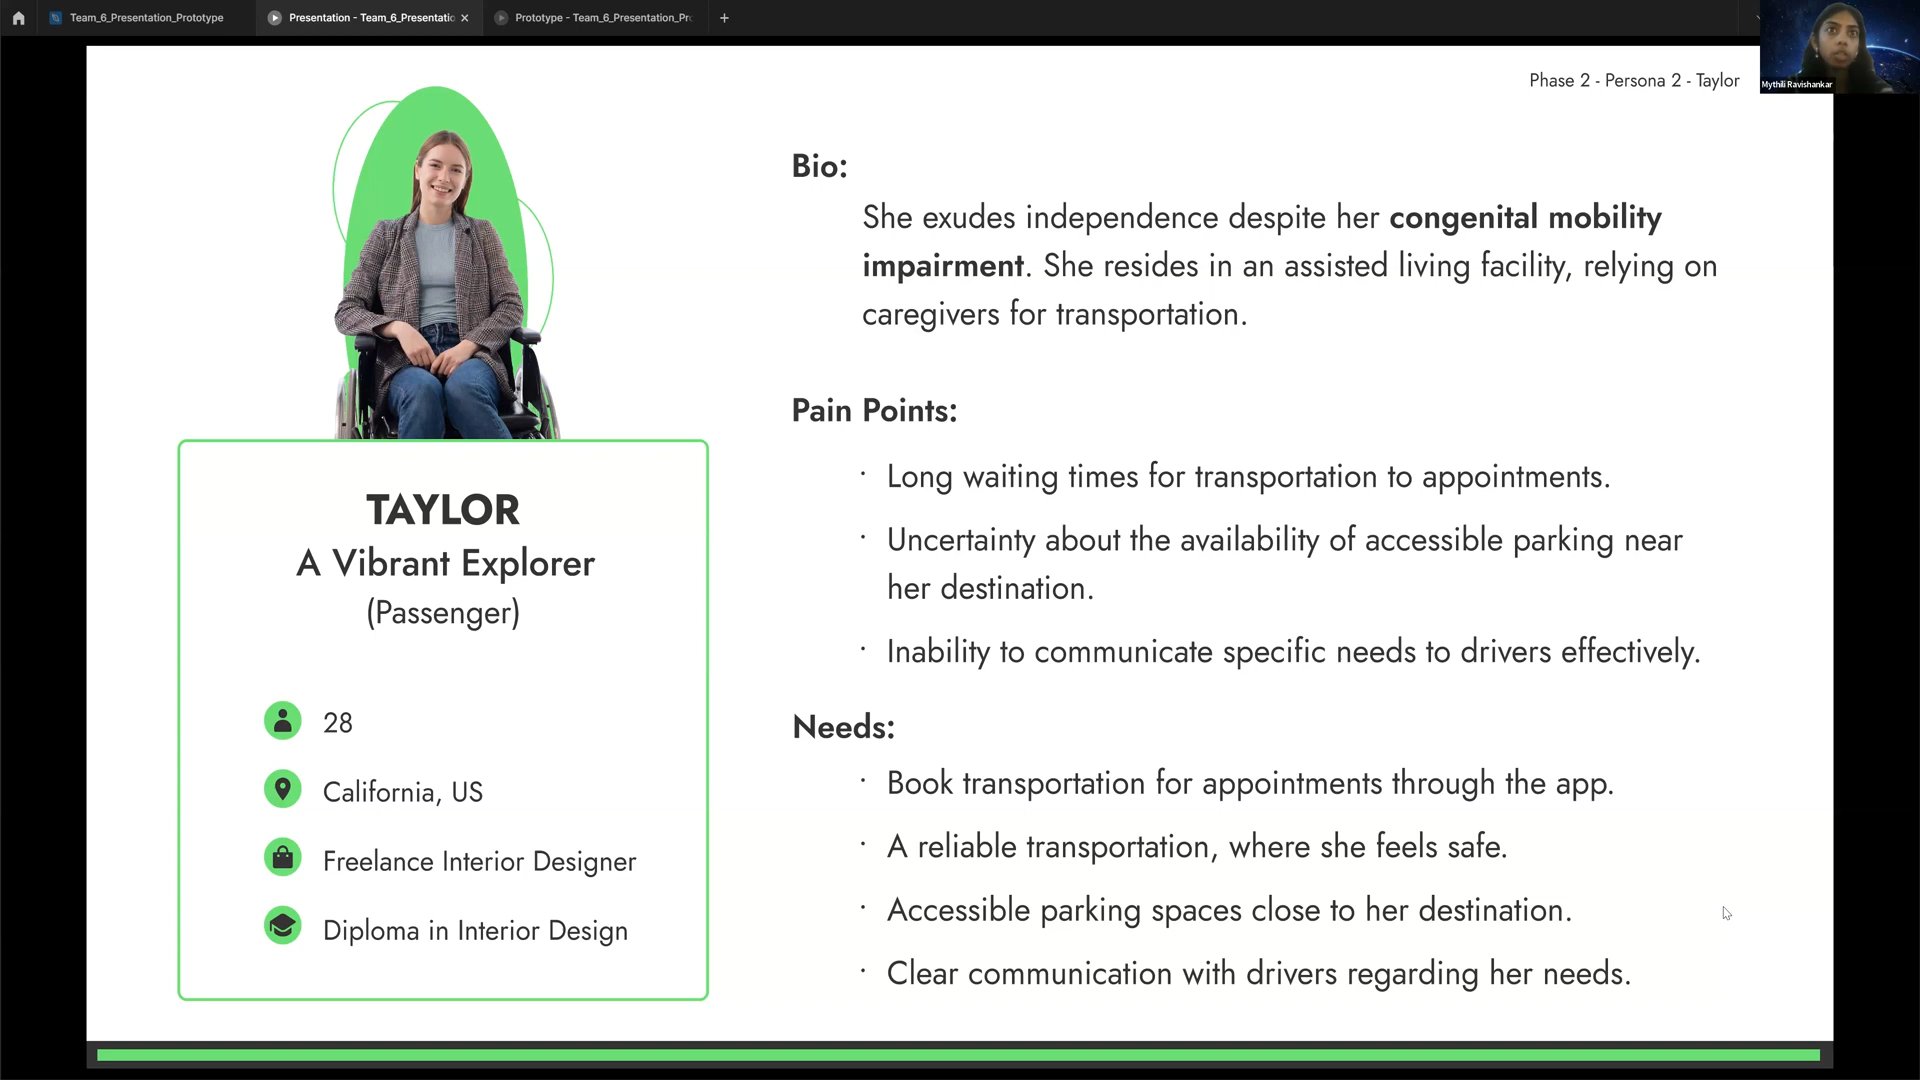 Team_6_Presentation_Prototype
Presentation - Team_6_Presentatio
Prototype - Team_6_Presentation_Pr
Phase 2 - Persona 2 - Taylor
Mythili Ravishankar
Bio:
She exudes independence despite her congenital mobility
impairment. She resides in an assisted living facility, relying on
caregivers for transportation.
Pain Points:
· Long waiting times for transportation to appointments.
· Uncertainty about the availability of accessible parking near
her destination.
· Inability to communicate specific needs to drivers effectively.
Needs:
· Book transportation for appointments through the app.
· A reliable transportation, where she feels safe.
· Accessible parking spaces close to her destination.
· Clear communication with drivers regarding her needs.
TAYLOR
A Vibrant Explorer
(Passenger)
28
California, US
Freelance Interior Designer
Diploma in Interior Design